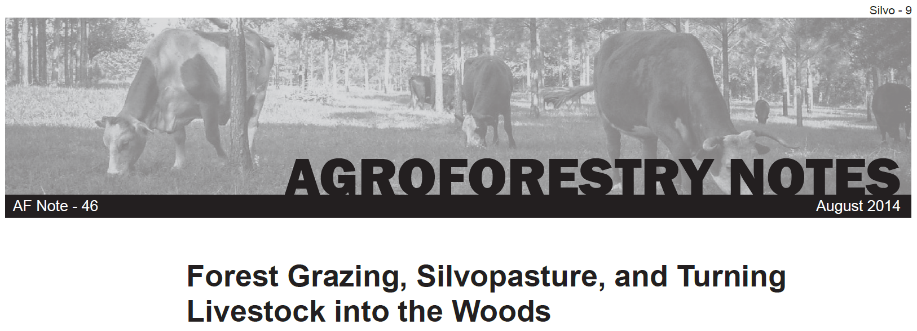 Silvo - 9
AGROFORESTRY NOTES
AF Note - 46
August 2014
Forest Grazing, Silvopasture, and Turning
Livestock into the Woods